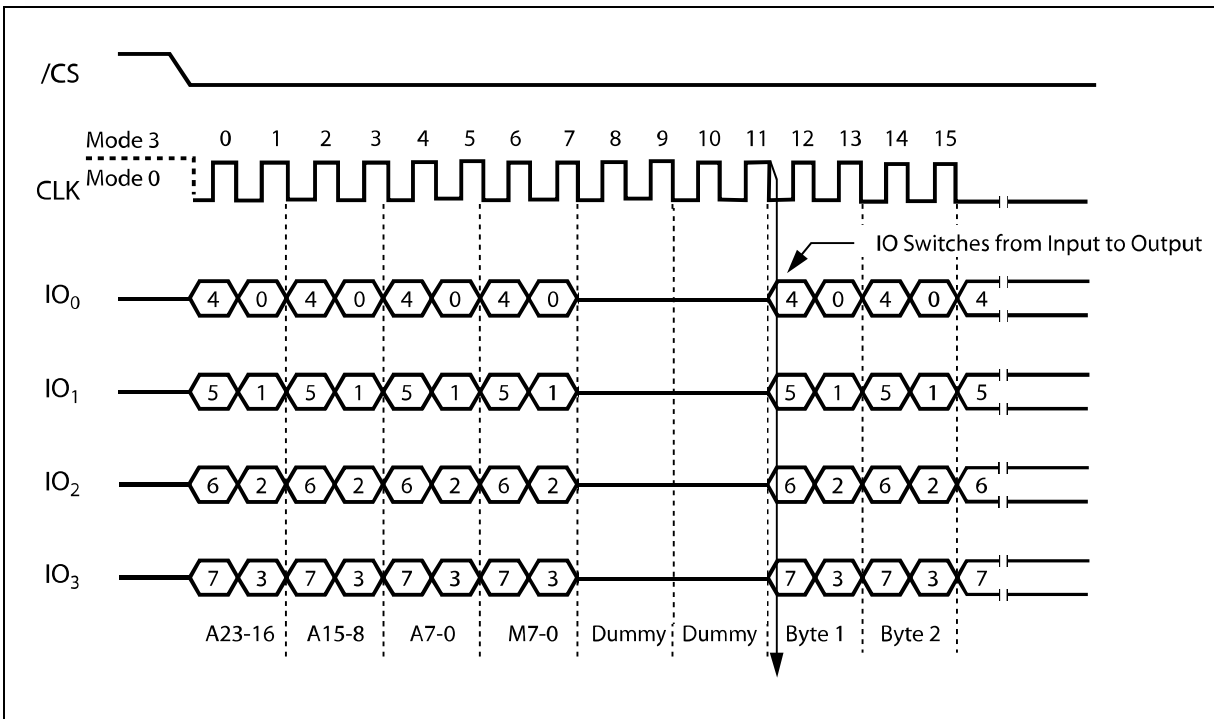 /CS
Mode 3 0 1 2 3 4 5 6 7 8 9 10 11 12 13 14 15
Mode 0
CLK
IO Switches from Input to Output
IO0 4 0 4 0 4 0 4 0 4 0 4 0 4
IO1 5 1 5 1 5 1 5 1 5 1 5 1 5
IO2 6 2 6 2 6 2 6 2 6 2 6 2 6
IO3 7 3 7 3 7 3 7 3 7 3 7 3 7
A23-16 A15-8 A7-0 M7-0 Dummy Dummy Byte 1 Byte 2